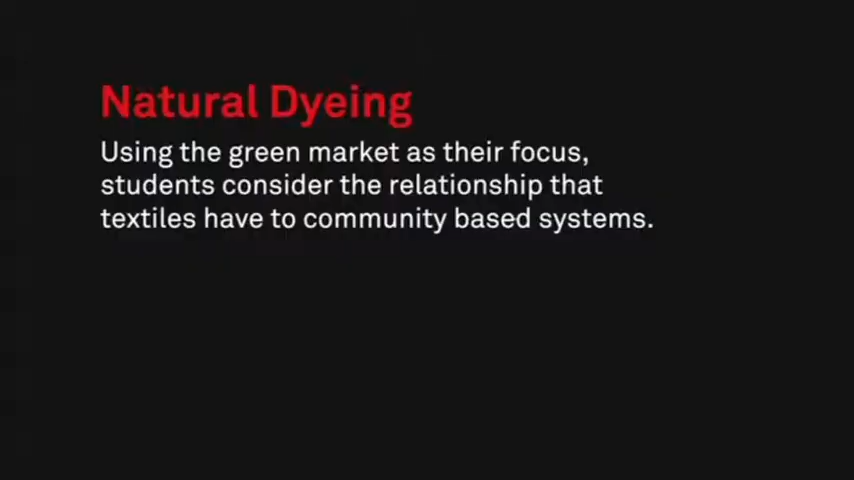 Natural Dyeing
Using the green market as their focus,
students consider the relationship that
textiles have to community based systems.